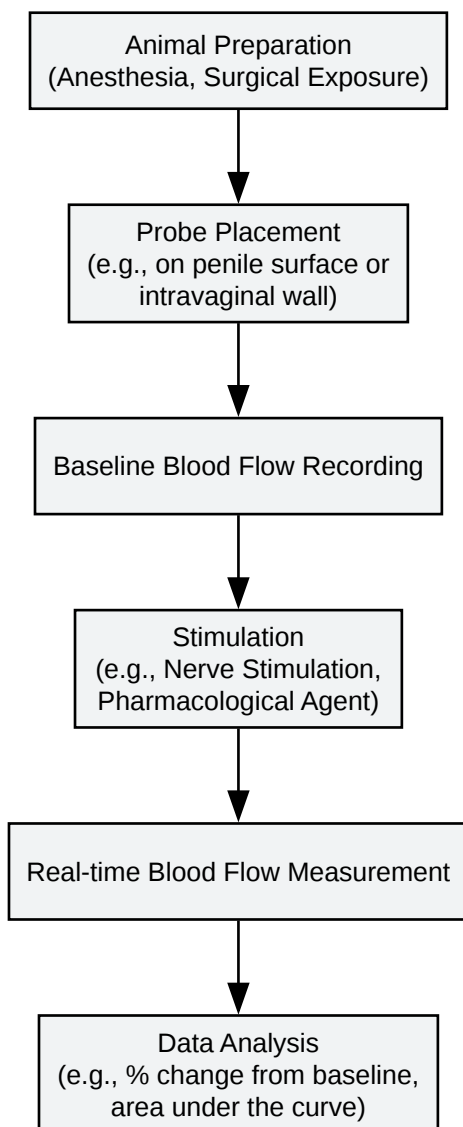 Animal Preparation
(Anesthesia, Surgical Exposure)
Probe Placement
(e.g., on penile surface or
intravaginal wall)
Baseline Blood Flow Recording
Stimulation
(e.g., Nerve Stimulation,
Pharmacological Agent)
Real-time Blood Flow Measurement
Data Analysis
(e.g., % change from baseline,
area under the curve)